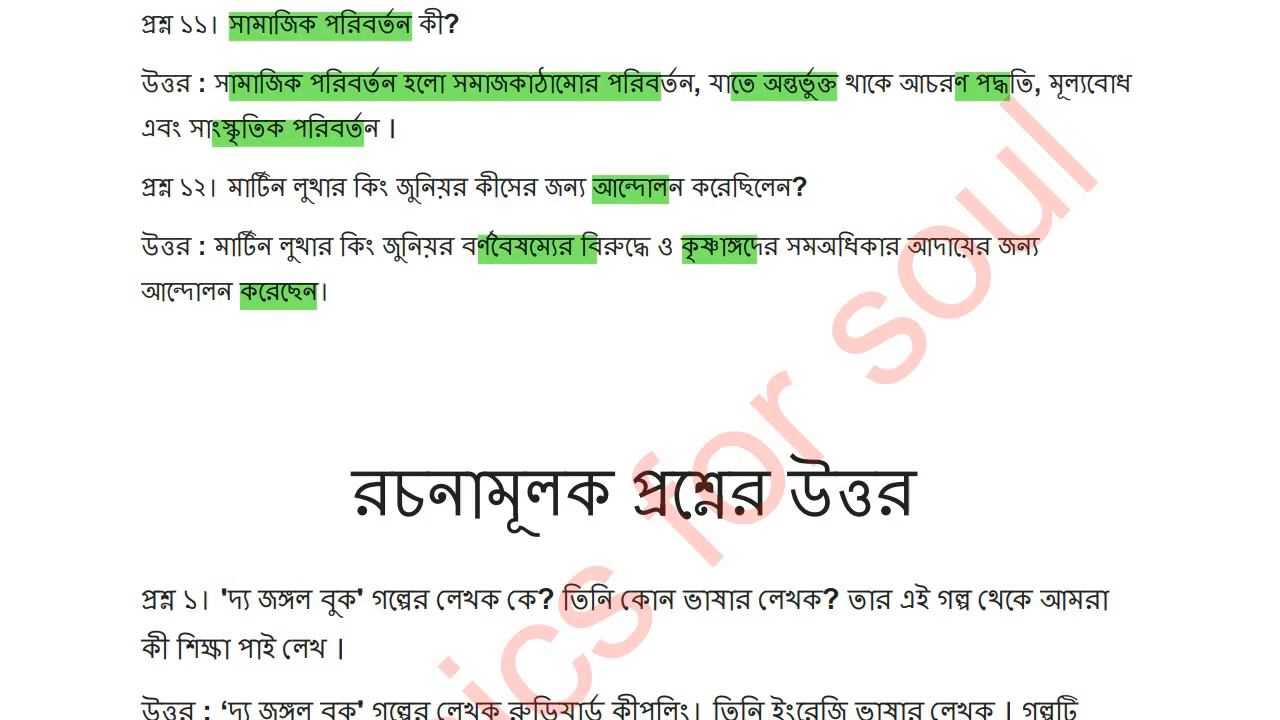 প্রশ্ন ১১। সামাজিক পরিবর্তন কী?
উত্তর : সামাজিক পরিবর্তন হলো সমাজকাঠামোর পরিবর্তন, যাতে অন্তর্ভুক্ত থাকে আচরণ পদ্ধতি, মূল্যবোধ
এবং সাংস্কৃতিক পরিবর্তন ।
প্রশ্ন ১২। মার্টিন লুথার কিং জুনিয়র কীসের জন্য আন্দোলন করেছিলেন?
উত্তর : মার্টিন লুথার কিং জুনিয়র বর্ণবৈষম্যের বিরুদ্ধে ও কৃষ্ণাঙ্গদের সমঅধিকার আদায়ের জন্য
আন্দোলন করেছেন।
রচনামূলক প্রশ্নের উত্তর
প্রশ্ন ১। 'দ্য জঙ্গল বুক' গল্পের লেখক কে? তিনি কোন ভাষার লেখক? তার এই গল্প থেকে আমরা
কী শিক্ষা পাই লেখ ।
উত্তর : ‘দ্য জঙ্গল বুক' গল্পের লেখক রুডিয়ার্ড কীপলিং। তিনি ইংরেজি ভাষার লেখক । গল্পটি
ics for soul